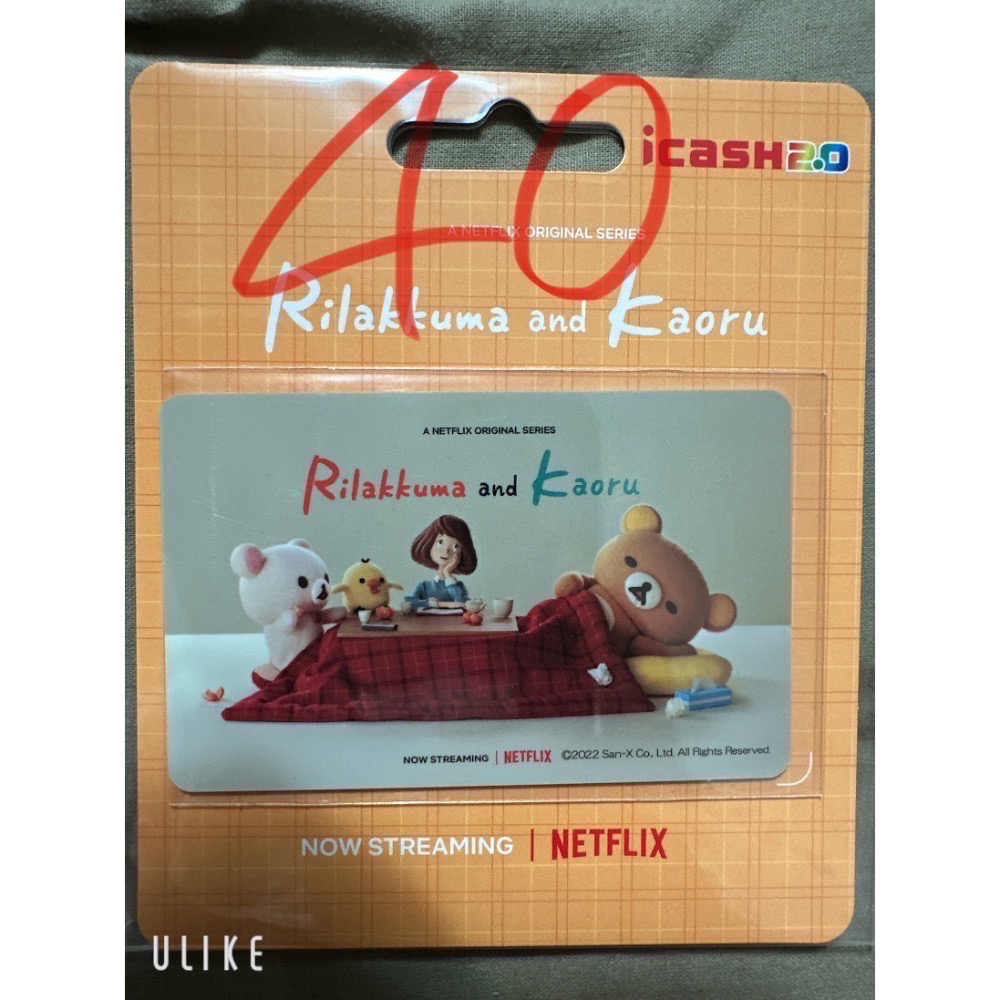 40
icash2.0
A NETFLIX ORIGINAL SERIES
Rilakkuma and Kaoru
A NETFLIX ORIGINAL SERIES
Rilakkuma and Kaoru
NOW STREAMING | NETFLIX ©2022 San-X Co., Ltd. All Rights Reserved.
NOW STREAMING | NETFLIX
ULIKE